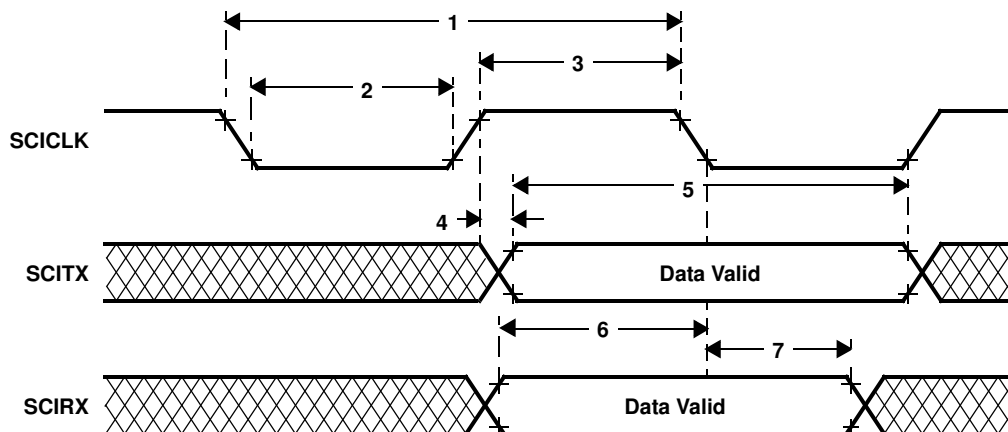 1
3
2
SCICLK
5
4
SCITX
Data Valid
6
7
SCIRX
Data Valid